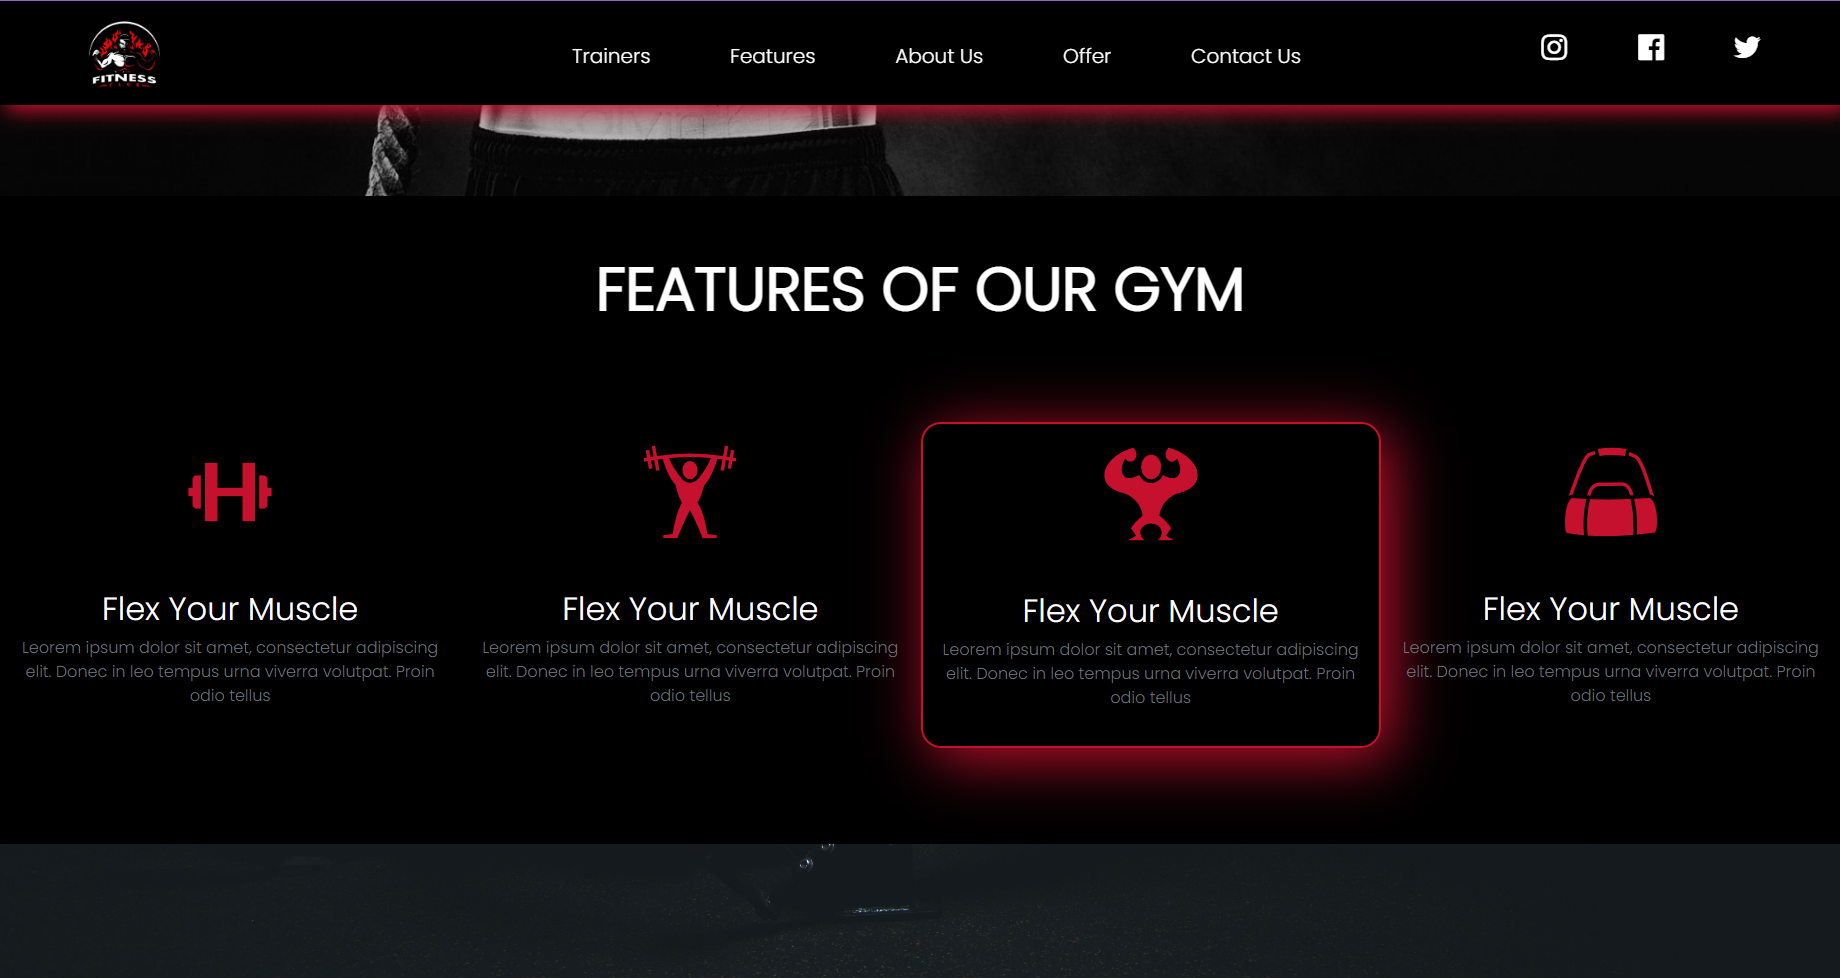 FITNESS
Trainers
Features
About Us
Offer
Contact Us
FEATURES OF OUR GYM
Flex Your Muscle
Leorem ipsum dolor sit amet, consectetur adipiscing
elit. Donec in leo tempus urna viverra volutpat. Proin
odio tellus
Flex Your Muscle
Leorem ipsum dolor sit amet, consectetur adipiscing
elit. Donec in leo tempus urna viverra volutpat. Proin
odio tellus
Flex Your Muscle
Leorem ipsum dolor sit amet, consectetur adipiscing
elit. Donec in leo tempus urna viverra volutpat. Proin
odio tellus
Flex Your Muscle
Leorem ipsum dolor sit amet, consectetur adipiscing
elit. Donec in leo tempus urna viverra volutpat. Proin
odio tellus